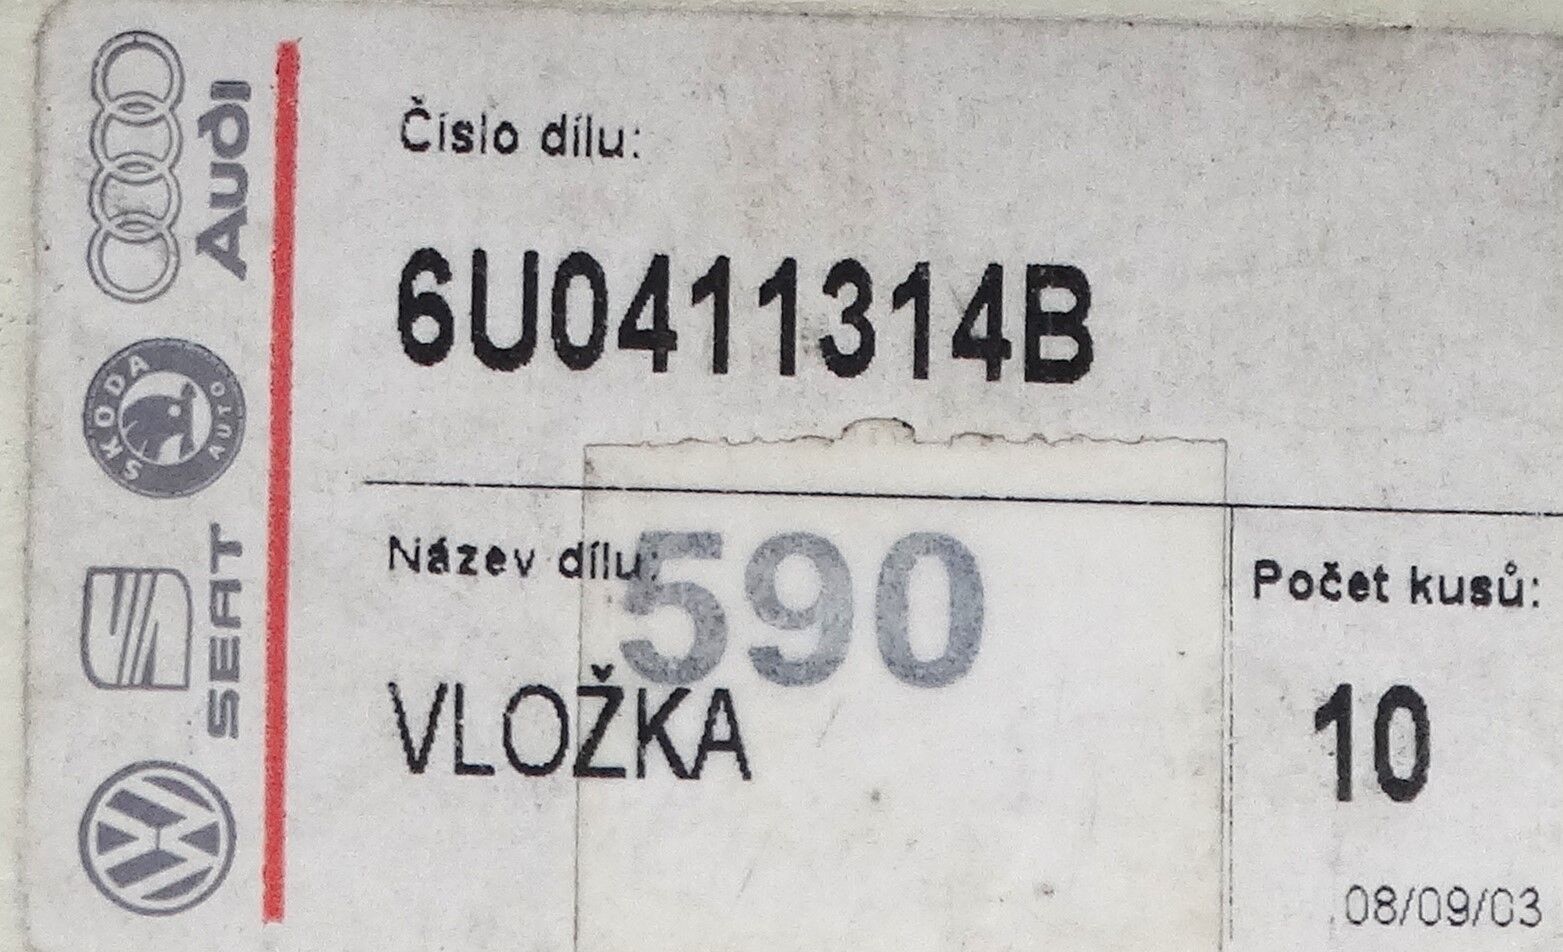 Audi
ŠKODA AUTO
SEAT
Číslo dílu:
6U0411314B
Název dílu:
590
VLOŽKA
Počet kusů:
10
08/09/03